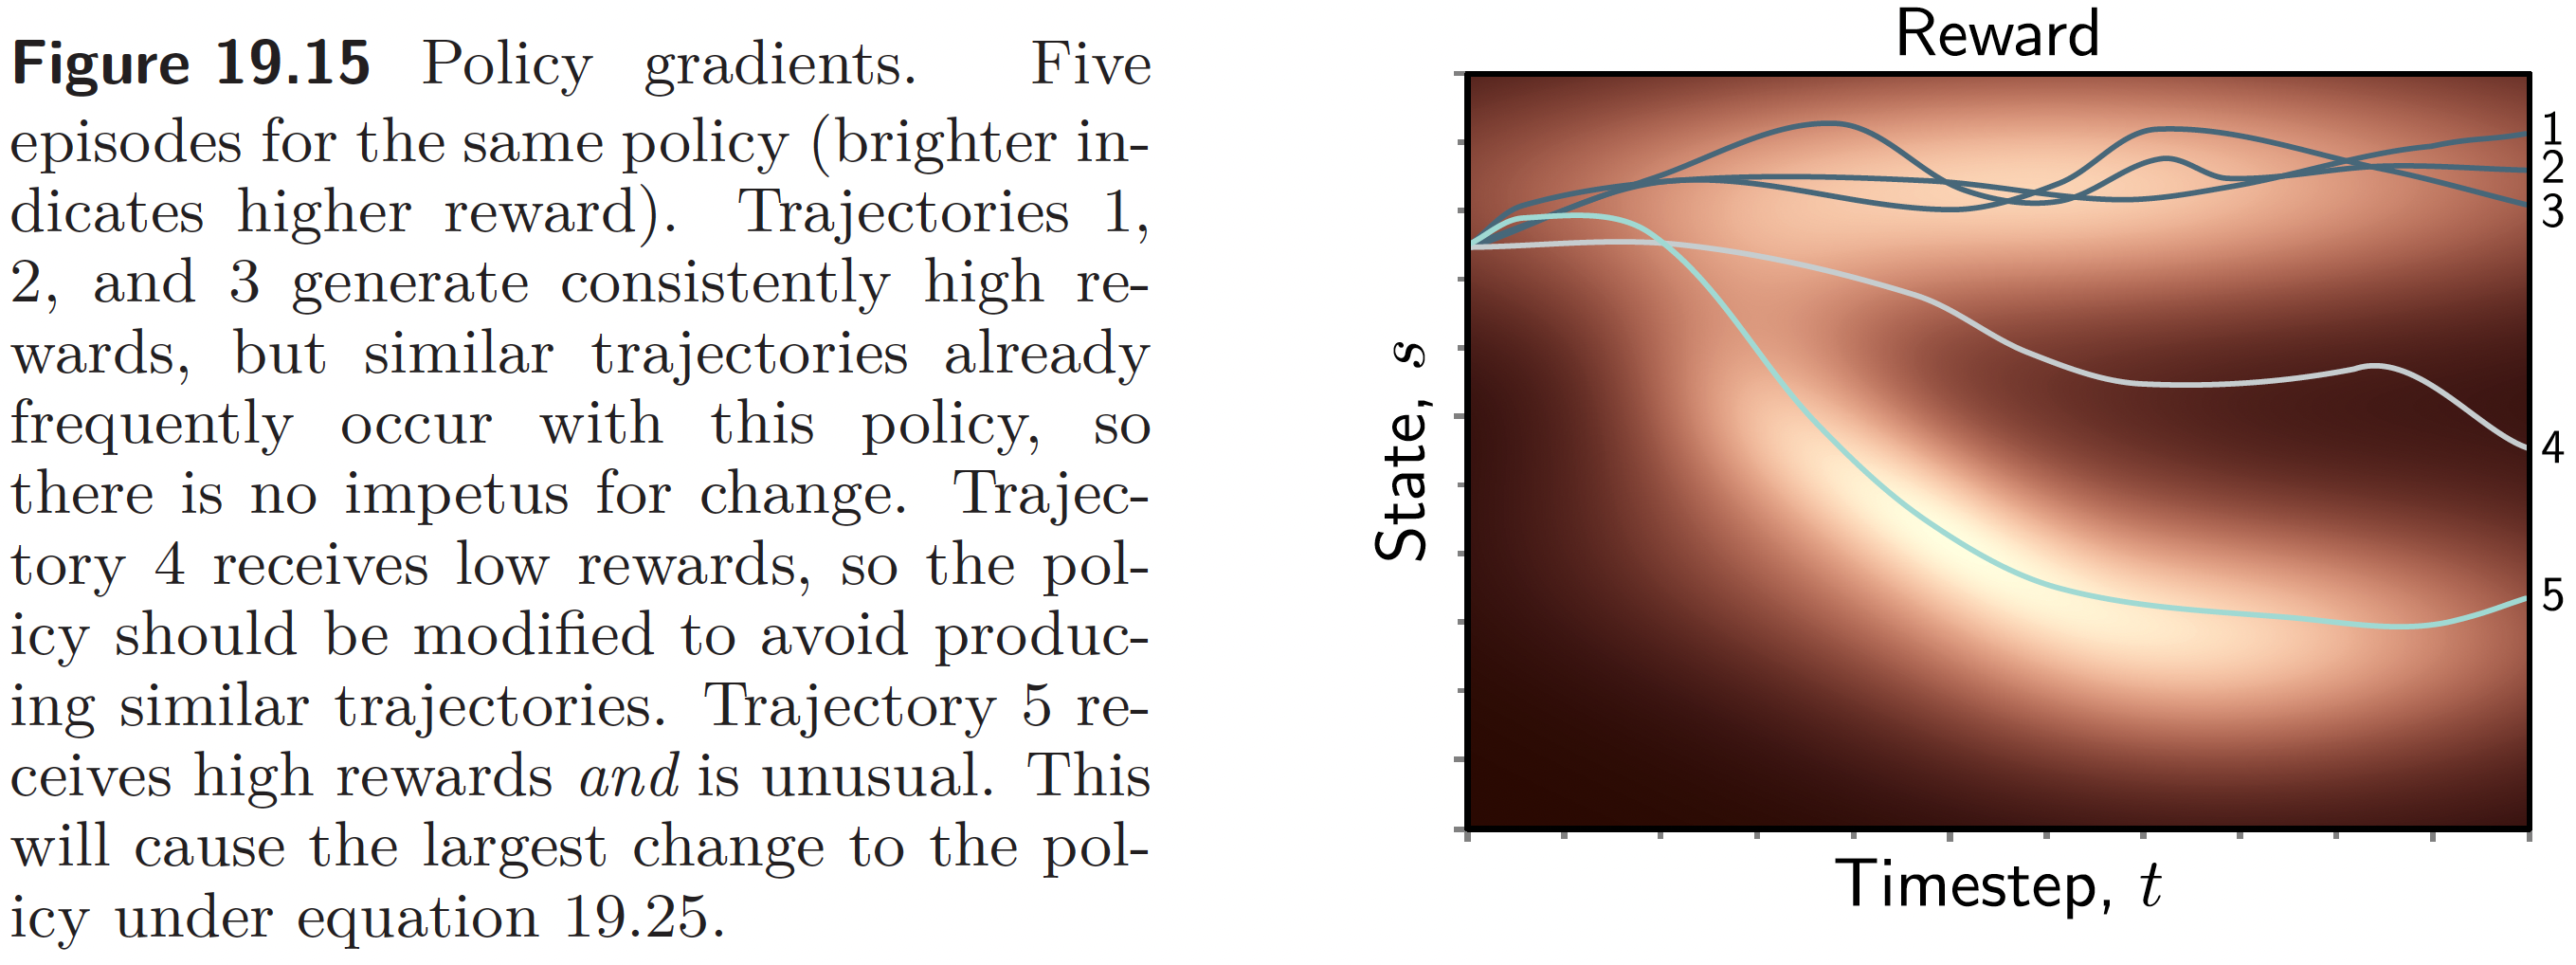 Figure 19.15 Policy gradients. Five
episodes for the same policy (brighter in-
dicates higher reward). Trajectories 1,
2, and 3 generate consistently high re-
wards, but similar trajectories already
frequently occur with this policy, so
there is no impetus for change. Trajec-
tory 4 receives low rewards, so the pol-
icy should be modified to avoid produc-
ing similar trajectories. Trajectory 5 re-
ceives high rewards and is unusual. This
will cause the largest change to the pol-
icy under equation 19.25.
Reward
State, s
1
2
3
4
5
Timestep, t